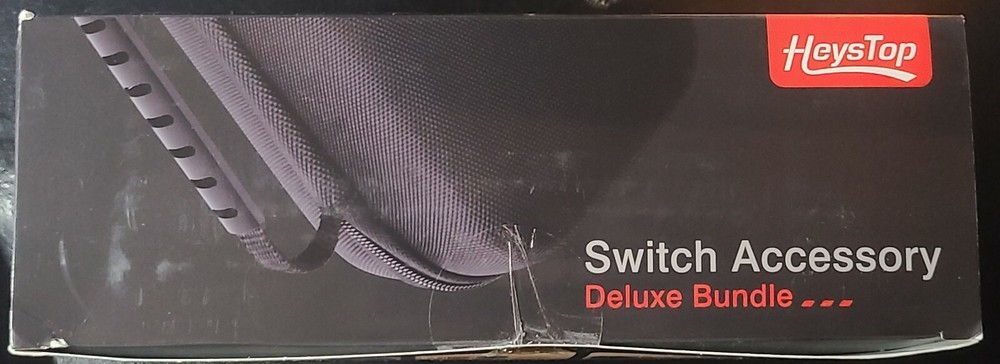 HeysTop
Switch Accessory
Deluxe Bundle